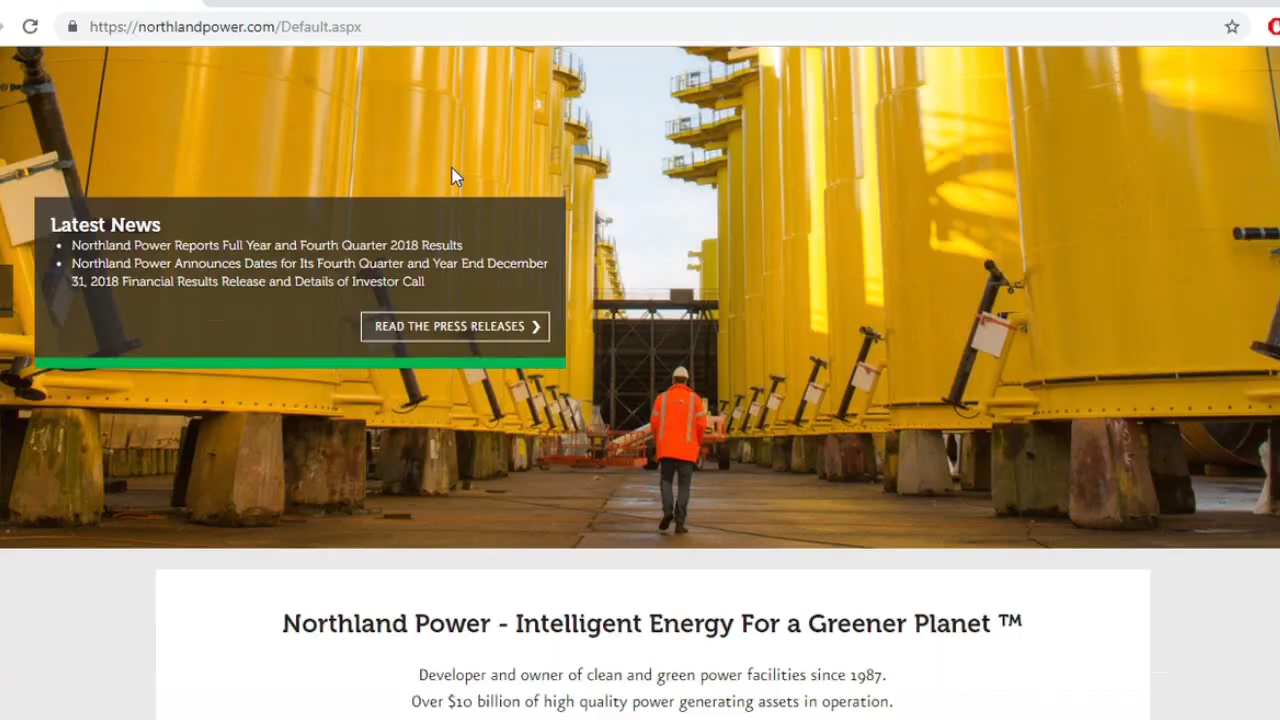 https://northlandpower.com/Default.aspx
Latest News
• Northland Power Reports Full Year and Fourth Quarter 2018 Results
• Northland Power Announces Dates for Its Fourth Quarter and Year End December
31, 2018 Financial Results Release and Details of Investor Call
READ THE PRESS RELEASES ❯
Northland Power - Intelligent Energy For a Greener Planet ™
Developer and owner of clean and green power facilities since 1987.
Over $10 billion of high quality power generating assets in operation.